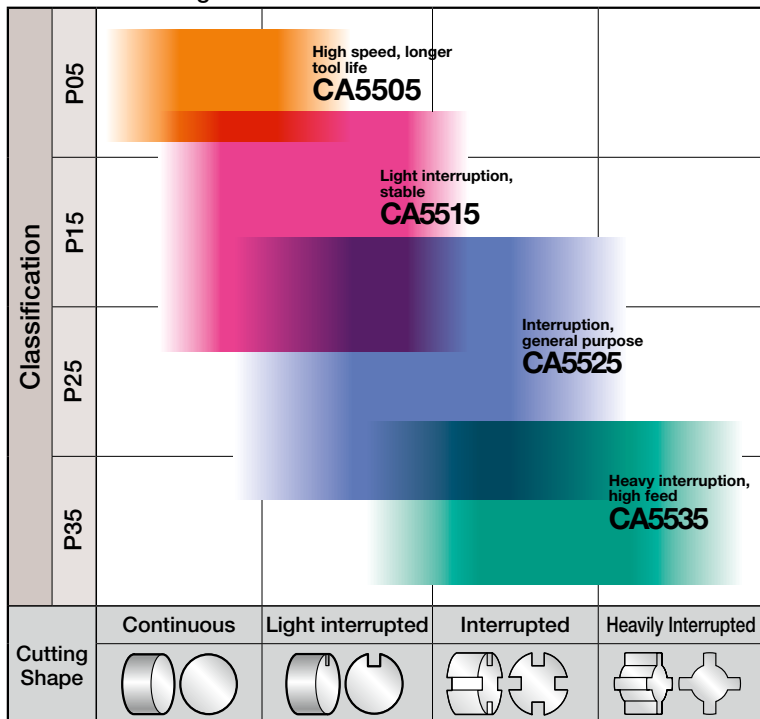 Classification
P05
P15
P25
P35
High speed, longer
tool life
CA5505
Light interruption,
stable
CA5515
Interruption,
general purpose
CA5525
Heavy interruption,
high feed
CA5535
Cutting
Shape
Continuous
Light interrupted
Interrupted
Heavily Interrupted